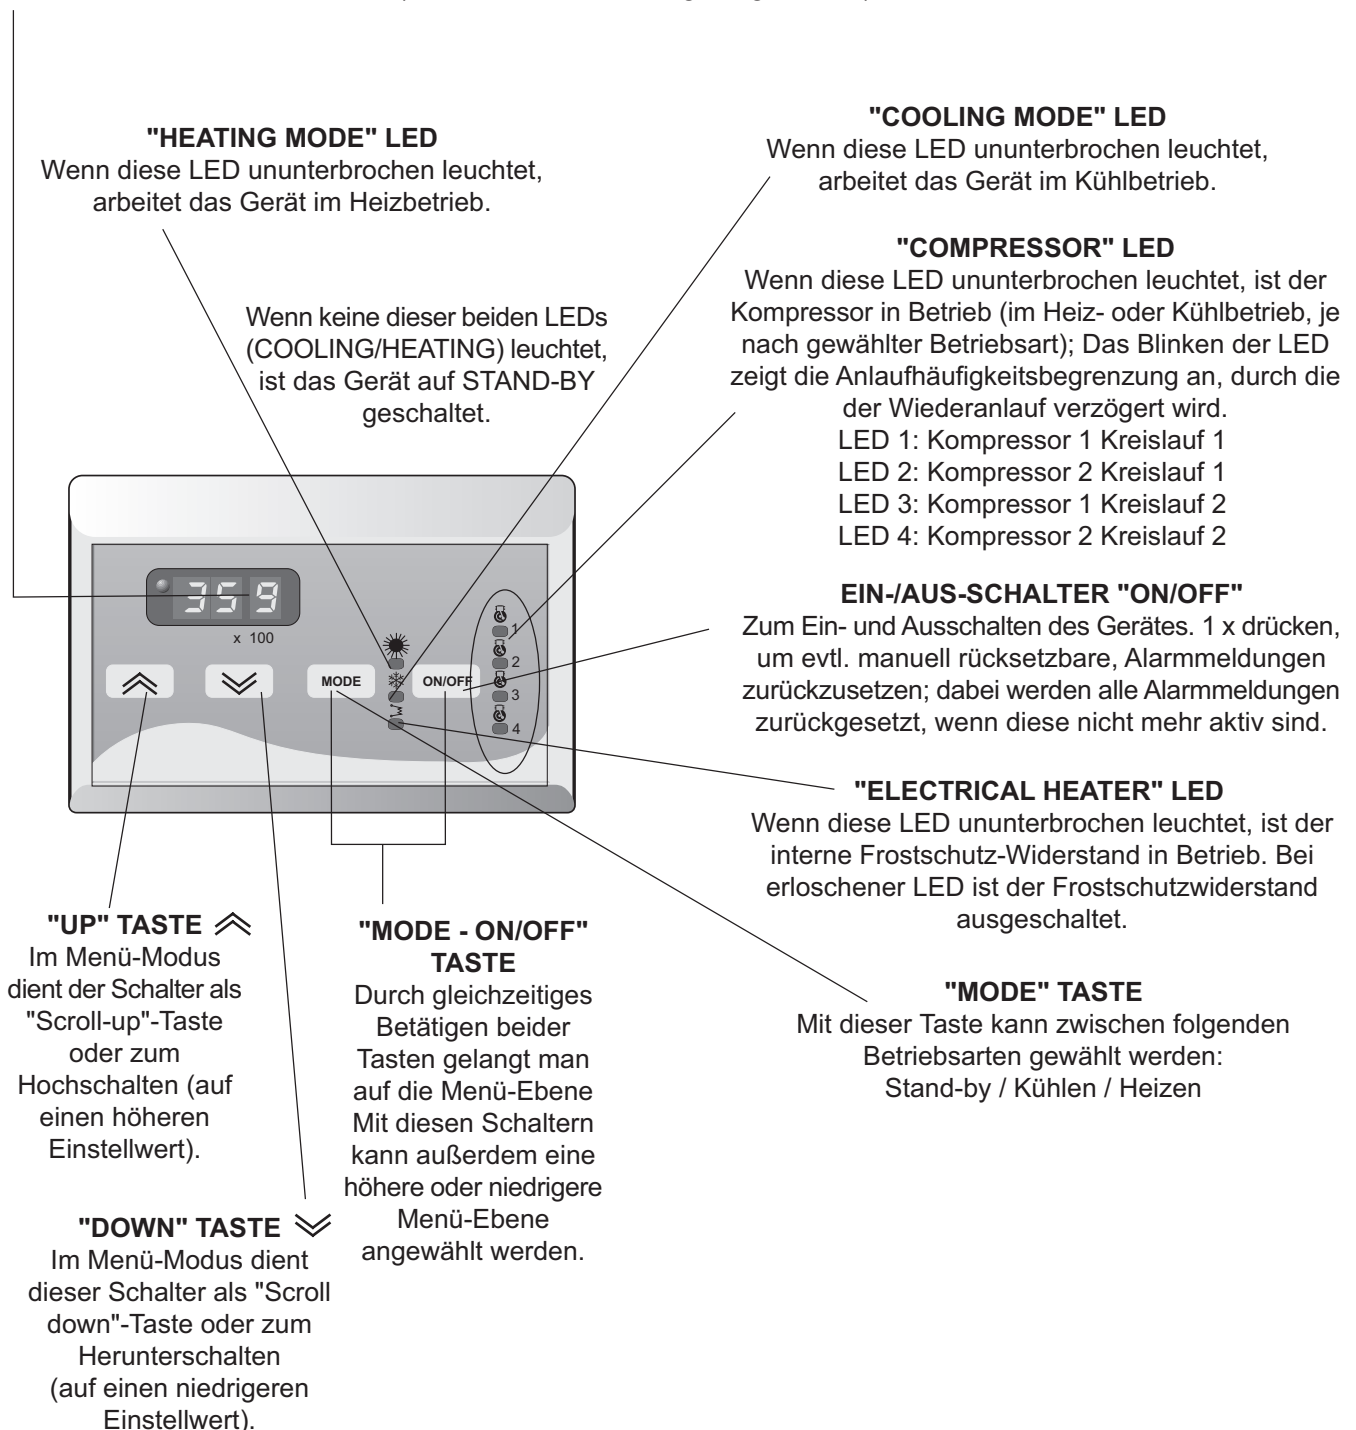 "HEATING MODE" LED
Wenn diese LED ununterbrochen leuchtet,
arbeitet das Gerät im Heizbetrieb.
Wenn keine dieser beiden LEDs
(COOLING/HEATING) leuchtet,
ist das Gerät auf STAND-BY
geschaltet.
"COOLING MODE" LED
Wenn diese LED ununterbrochen leuchtet,
arbeitet das Gerät im Kühlbetrieb.
"COMPRESSOR" LED
Wenn diese LED ununterbrochen leuchtet, ist der
Kompressor in Betrieb (im Heiz- oder Kühlbetrieb, je
nach gewählter Betriebsart); Das Blinken der LED
zeigt die Anlaufhäufigkeitsbegrenzung an, durch die
der Wiederanlauf verzögert wird.
LED 1: Kompressor 1 Kreislauf 1
LED 2: Kompressor 2 Kreislauf 1
LED 3: Kompressor 1 Kreislauf 2
LED 4: Kompressor 2 Kreislauf 2
359
x 100
MODE
ON/OFF
1
2
3
4
EIN-/AUS-SCHALTER "ON/OFF"
Zum Ein- und Ausschalten des Gerätes. 1 x drücken,
um evtl. manuell rücksetzbare, Alarmmeldungen
zurückzusetzen; dabei werden alle Alarmmeldungen
zurückgesetzt, wenn diese nicht mehr aktiv sind.
"ELECTRICAL HEATER" LED
Wenn diese LED ununterbrochen leuchtet, ist der
interne Frostschutz-Widerstand in Betrieb. Bei
erloschener LED ist der Frostschutzwiderstand
ausgeschaltet.
"MODE" TASTE
Mit dieser Taste kann zwischen folgenden
Betriebsarten gewählt werden:
Stand-by / Kühlen / Heizen
"UP" TASTE
Im Menü-Modus
dient der Schalter als
"Scroll-up"-Taste
oder zum
Hochschalten (auf
einen höheren
Einstellwert).
"MODE - ON/OFF"
TASTE
Durch gleichzeitiges
Betätigen beider
Tasten gelangt man
auf die Menü-Ebene
Mit diesen Schaltern
kann außerdem eine
höhere oder niedrigere
Menü-Ebene
angewählt werden.
"DOWN" TASTE
Im Menü-Modus dient
dieser Schalter als "Scroll
down"-Taste oder zum
Herunterschalten
(auf einen niedrigeren
Einstellwert).